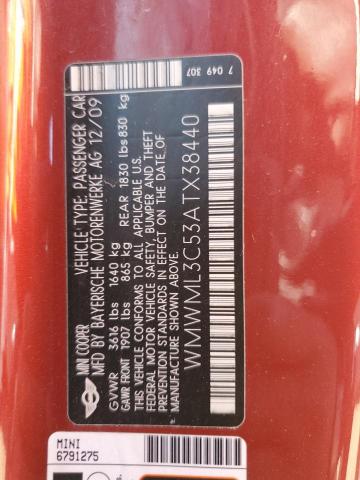 7 049 307
MINI COOPER
VEHICLE TYPE: PASSENGER CAR
MFD BY BAYERISCHE MOTORENWERKE AG 12/09
GVWR 3616 lbs 1640 kg
GAWR FRONT 1907 lbs 865 kg REAR 1830 lbs 830 kg
THIS VEHICLE CONFORMS TO ALL APPLICABLE U.S.
FEDERAL MOTOR VEHICLE SAFETY, BUMPER AND THEFT
PREVENTION STANDARDS IN EFFECT ON THE DATE OF
MANUFACTURE SHOWN ABOVE.
WMWML3C53ATX38440
MINI
6791275